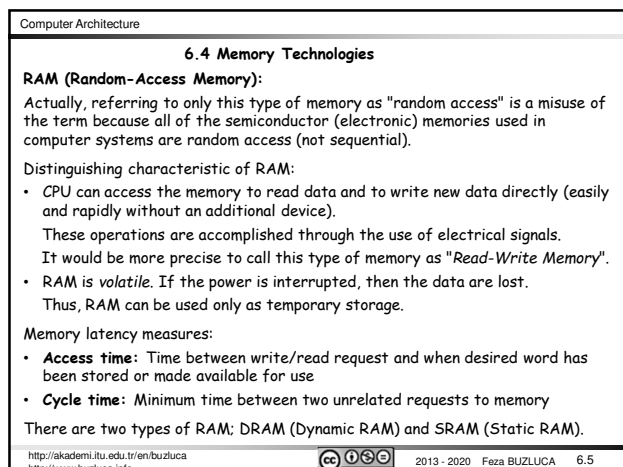 Computer Architecture
6.4 Memory Technologies
RAM (Random-Access Memory):
Actually, referring to only this type of memory as "random access" is a misuse of
the term because all of the semiconductor (electronic) memories used in
computer systems are random access (not sequential).
Distinguishing characteristic of RAM:
• CPU can access the memory to read data and to write new data directly (easily
and rapidly without an additional device).
These operations are accomplished through the use of electrical signals.
It would be more precise to call this type of memory as "Read-Write Memory".
• RAM is volatile. If the power is interrupted, then the data are lost.
Thus, RAM can be used only as temporary storage.
Memory latency measures:
• Access time: Time between write/read request and when desired word has
been stored or made available for use
• Cycle time: Minimum time between two unrelated requests to memory
There are two types of RAM; DRAM (Dynamic RAM) and SRAM (Static RAM).
http://akademi.itu.edu.tr/en/buzluca
http://www.buzluca.info
cc 2013 - 2020 Feza BUZLUCA 6.5